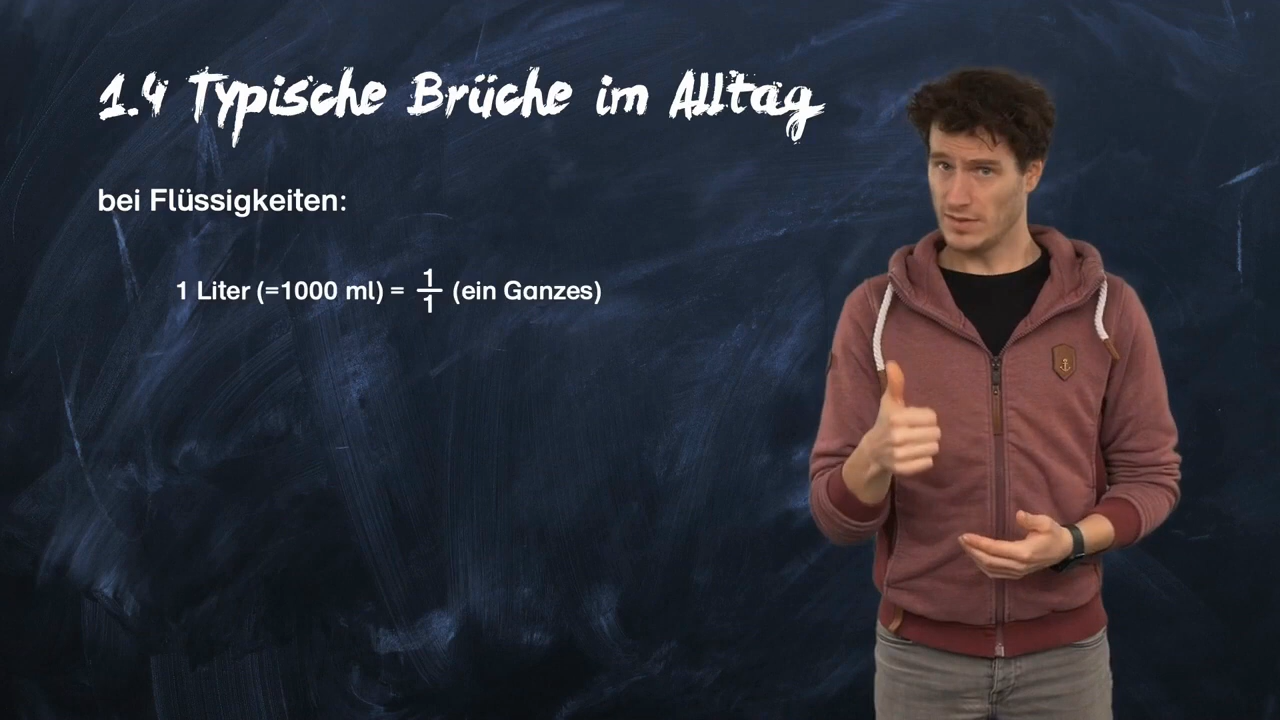 1.4 Typische Brüche im Alltag
bei Flüssigkeiten:
1 Liter (=1000 ml) = 1/1 (ein Ganzes)